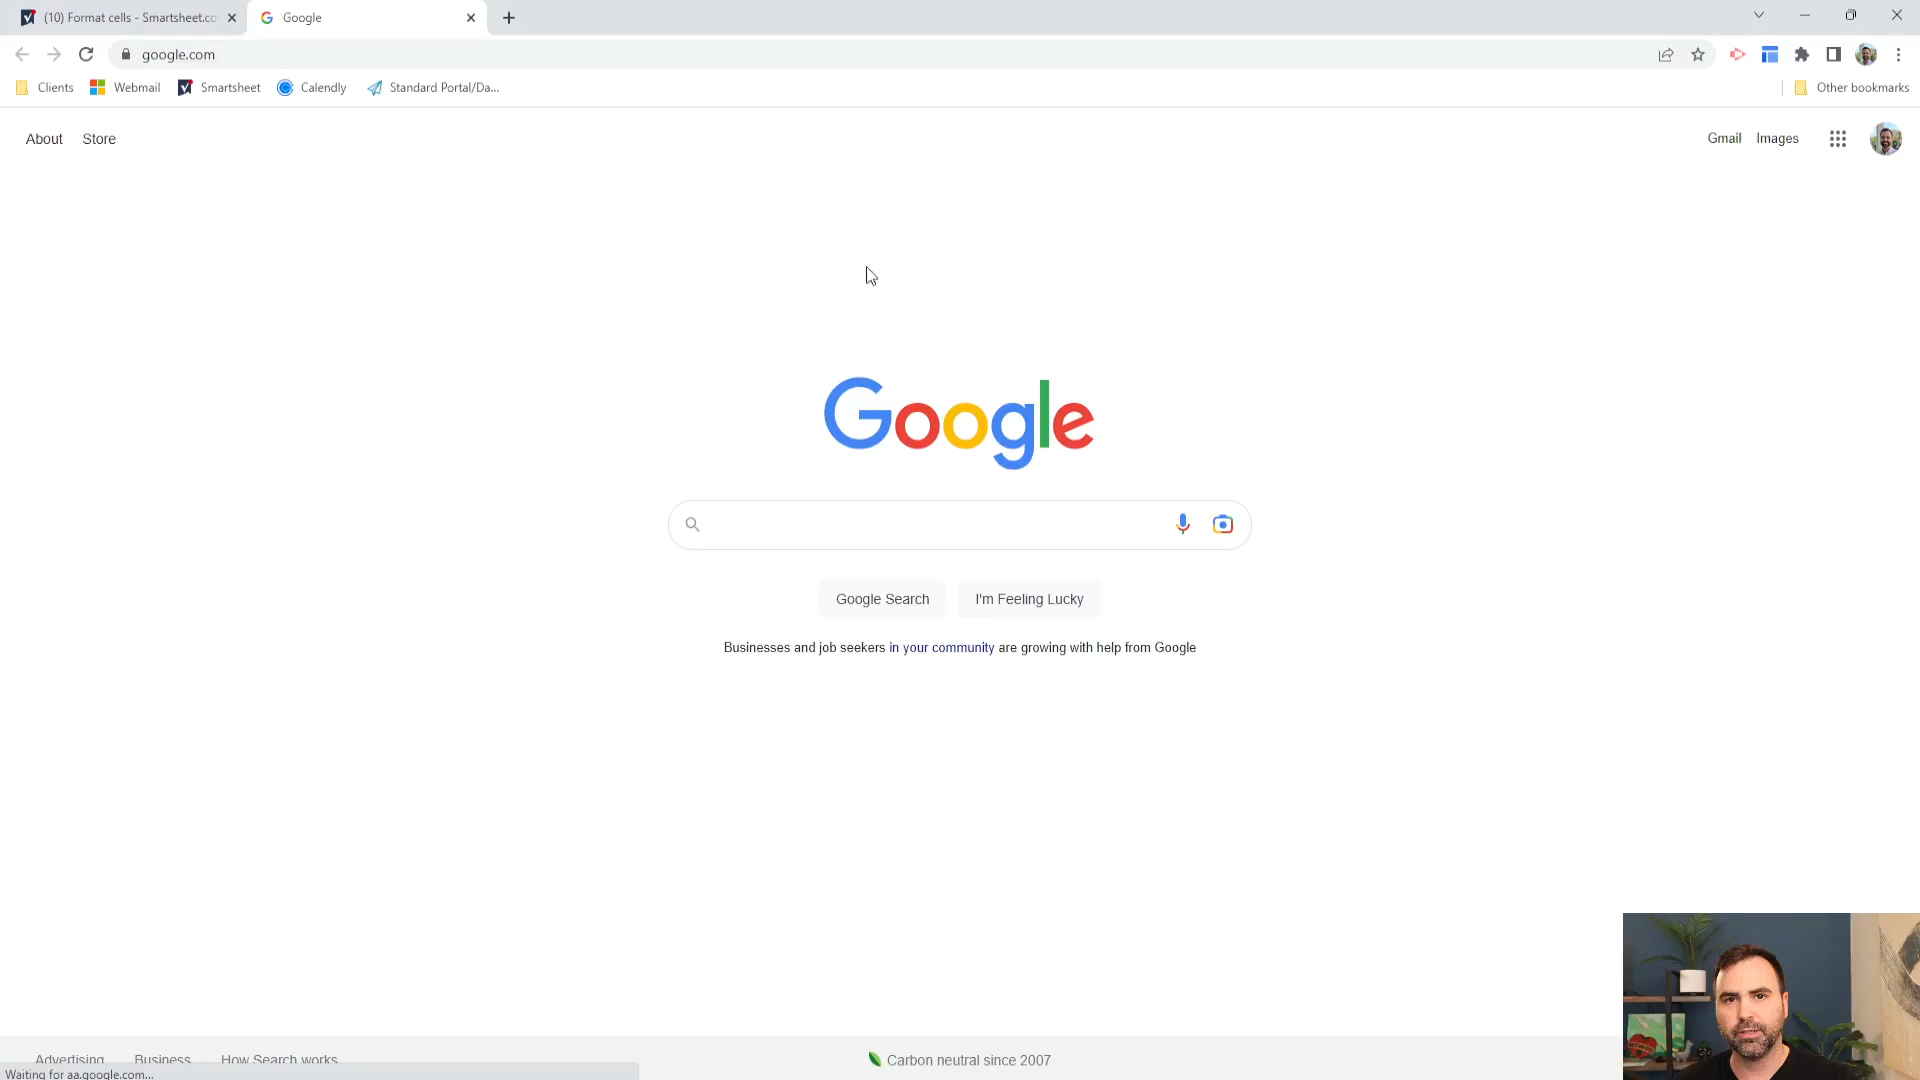 (10) Format cells - Smartsheet.co
Google
google.com
Clients
Webmail
Smartsheet
Calendly
Standard Portal/Da...
Other bookmarks
About
Store
Gmail
Images
Google
Google Search
I'm Feeling Lucky
Businesses and job seekers in your community are growing with help from Google
Advertising
Business
How Search works
Carbon neutral since 2007
Waiting for aa.google.com...